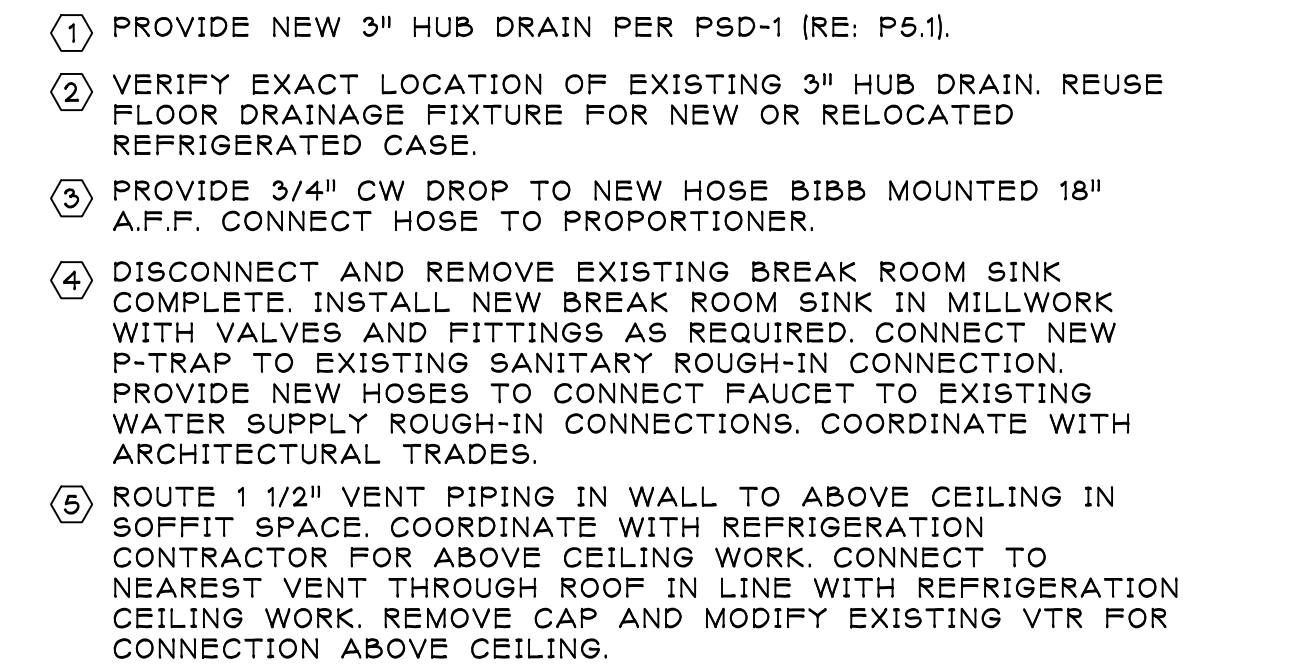 1 PROVIDE NEW 3" HUB DRAIN PER PSD-1 (RE: P5.1).
2 VERIFY EXACT LOCATION OF EXISTING 3" HUB DRAIN. REUSE
FLOOR DRAINAGE FIXTURE FOR NEW OR RELOCATED
REFRIGERATED CASE.
3 PROVIDE 3/4" CW DROP TO NEW HOSE BIBB MOUNTED 18"
A.F.F. CONNECT HOSE TO PROPORTIONER.
4 DISCONNECT AND REMOVE EXISTING BREAK ROOM SINK
COMPLETE. INSTALL NEW BREAK ROOM SINK IN MILLWORK
WITH VALVES AND FITTINGS AS REQUIRED. CONNECT NEW
P-TRAP TO EXISTING SANITARY ROUGH-IN CONNECTION.
PROVIDE NEW HOSES TO CONNECT FAUCET TO EXISTING
WATER SUPPLY ROUGH-IN CONNECTIONS. COORDINATE WITH
ARCHITECTURAL TRADES.
5 ROUTE 1 1/2" VENT PIPING IN WALL TO ABOVE CEILING IN
SOFFIT SPACE. COORDINATE WITH REFRIGERATION
CONTRACTOR FOR ABOVE CEILING WORK. CONNECT TO
NEAREST VENT THROUGH ROOF IN LINE WITH REFRIGERATION
CEILING WORK. REMOVE CAP AND MODIFY EXISTING VTR FOR
CONNECTION ABOVE CEILING.